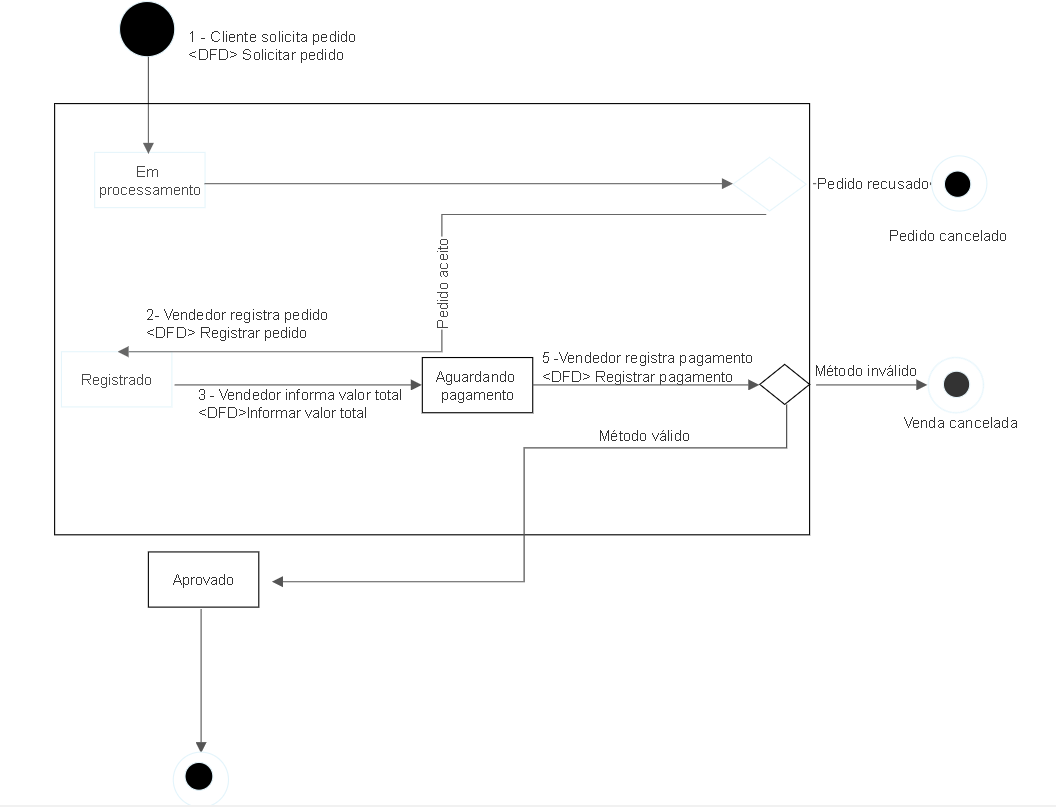 1 - Cliente solicita pedido
<DFD> Solicitar pedido
Em
processamento
Pedido recusado
Pedido cancelado
Pedido aceito
2- Vendedor registra pedido
<DFD> Registrar pedido
Registrado
3 - Vendedor informa valor total
<DFD>Informar valor total
Aguardando
pagamento
5 -Vendedor registra pagamento
<DFD> Registrar pagamento
Método inválido
Venda cancelada
Método válido
Aprovado